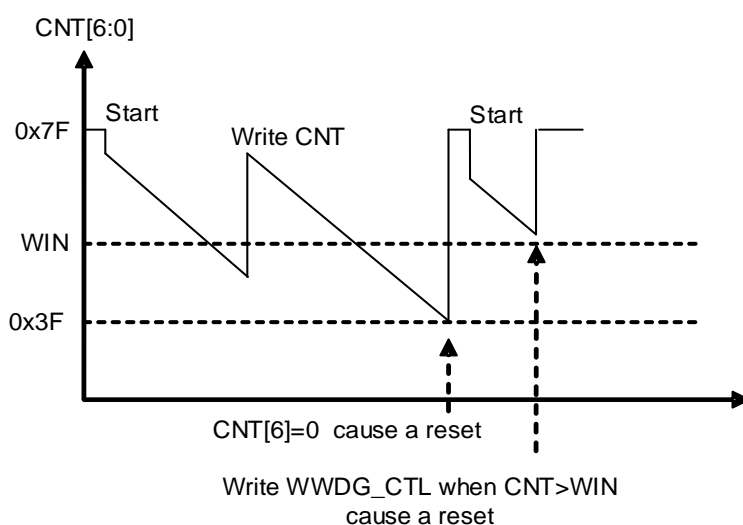 CNT[6:0]
Start
Start
0x7F
Write CNT
WIN
0x3F
CNT[6]=0 cause a reset
Write WWDG_CTL when CNT>WIN
cause a reset